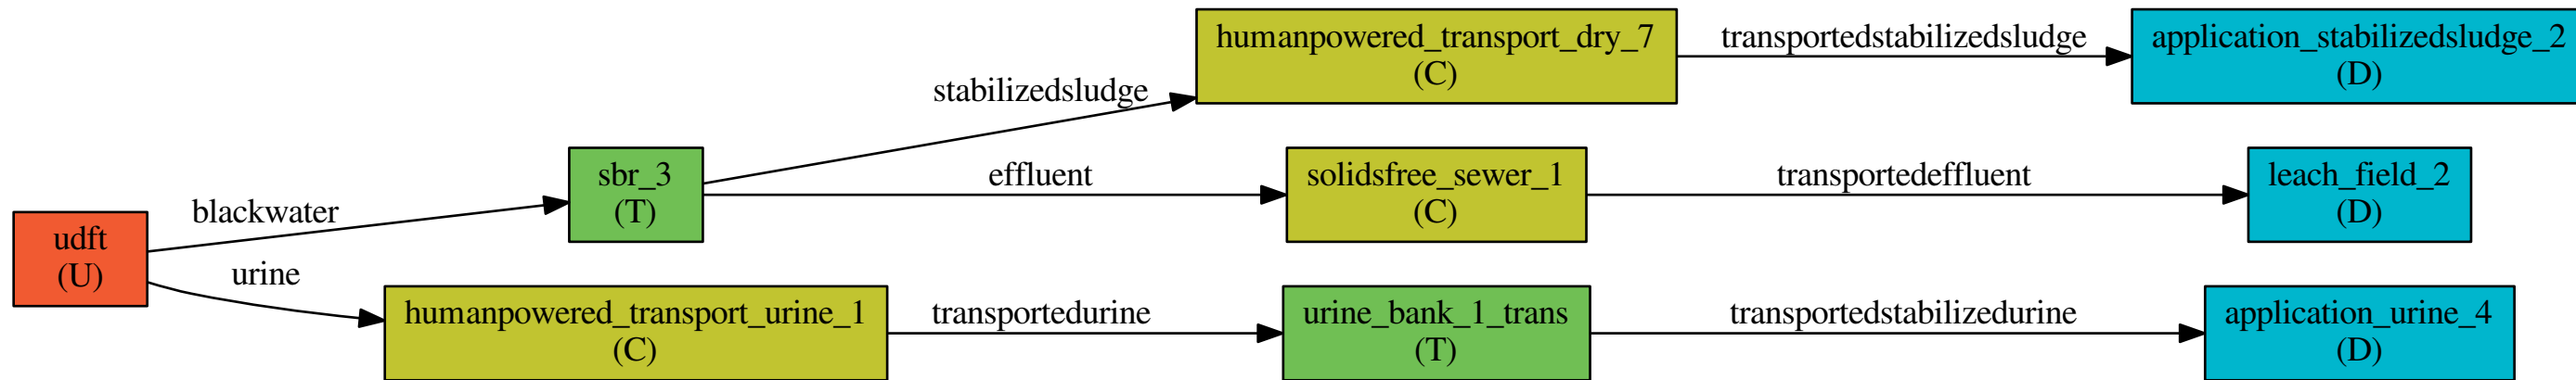 humanpowered_transport_dry_7
(C)
transportedstabilizedsludge
application_stabilizedsludge_2
(D)
stabilizedsludge
sbr_3
(T)
effluent
solidsfree_sewer_1
(C)
transportedeffluent
leach_field_2
(D)
blackwater
udft
(U)
urine
humanpowered_transport_urine_1
(C)
transportedurine
urine_bank_1_trans
(T)
transportedstabilizedurine
application_urine_4
(D)